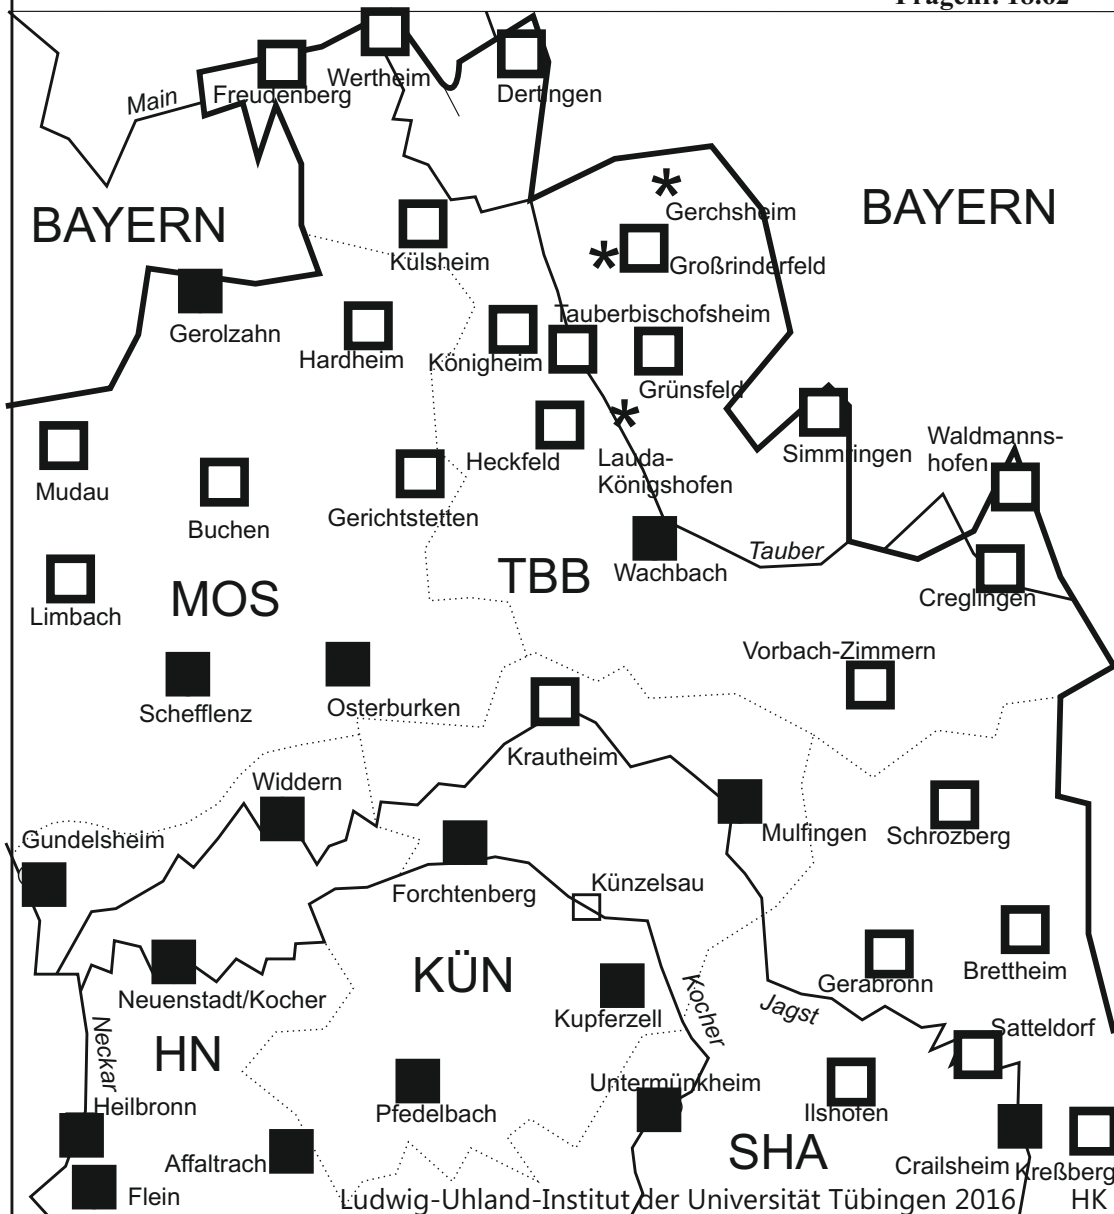 Fragenr. 18.02
Wertheim
Main
Freudenberg
Dertingen
BAYERN
BAYERN
Gerchsheim
Külsheim
Großrinderfeld
Gerolzahn
Tauberbischofsheim
Hardheim
Königheim
Grünsfeld
Waldmanns-
hofen
Simmringen
Heckfeld
Lauda-
Königshofen
Mudau
Buchen
Gerichtstetten
Tauber
Wachbach
TBB
MOS
Limbach
Creglingen
Vorbach-Zimmern
Schefflenz
Osterburken
Krautheim
Widdern
Gundelsheim
Mulfingen
Schrozberg
Forchtenberg
Künzelsau
KÜN
Brettheim
Gerabronn
Neuenstadt/Kocher
Kocher
Jagst
Kupferzell
Satteldorf
Neckar
HN
Untermünkheim
Heilbronn
Pfedelbach
Ilshofen
SHA
Affaltrach
Crailsheim
Kreßberg
Flein
Ludwig-Uhland-Institut der Universität Tübingen 2016
HK